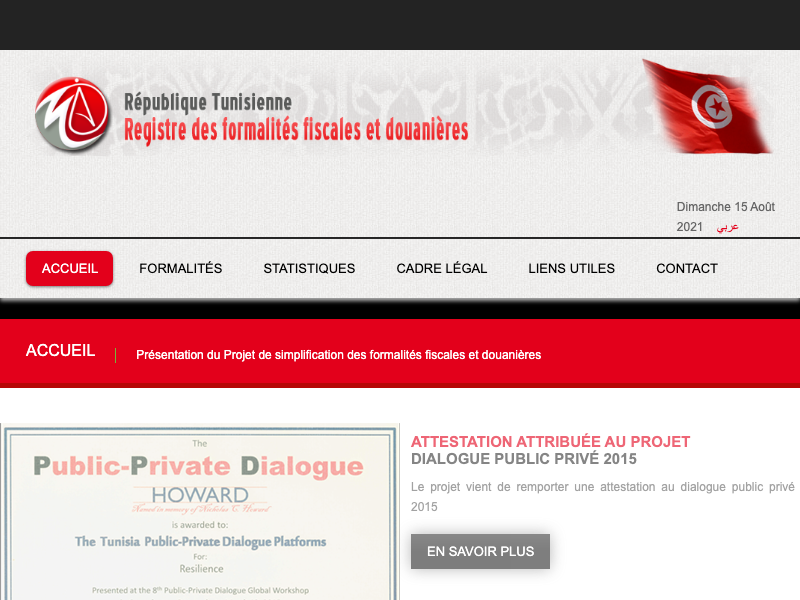 République Tunisienne
Registre des formalités fiscales et douanières
Dimanche 15 Août
2021 عربي
ACCUEIL FORMALITÉS STATISTIQUES CADRE LÉGAL LIENS UTILES CONTACT
ACCUEIL Présentation du Projet de simplification des formalités fiscales et douanières
The
Public-Private Dialogue
HOWARD
Named in memory of Nicholas C. Howard
is awarded to:
The Tunisia Public-Private Dialogue Platforms
For:
Resilience
Presented at the 8th Public-Private Dialogue Global Workshop
ATTESTATION ATTRIBUÉE AU PROJET
DIALOGUE PUBLIC PRIVÉ 2015
Le projet vient de remporter une attestation au dialogue public privé
2015
EN SAVOIR PLUS